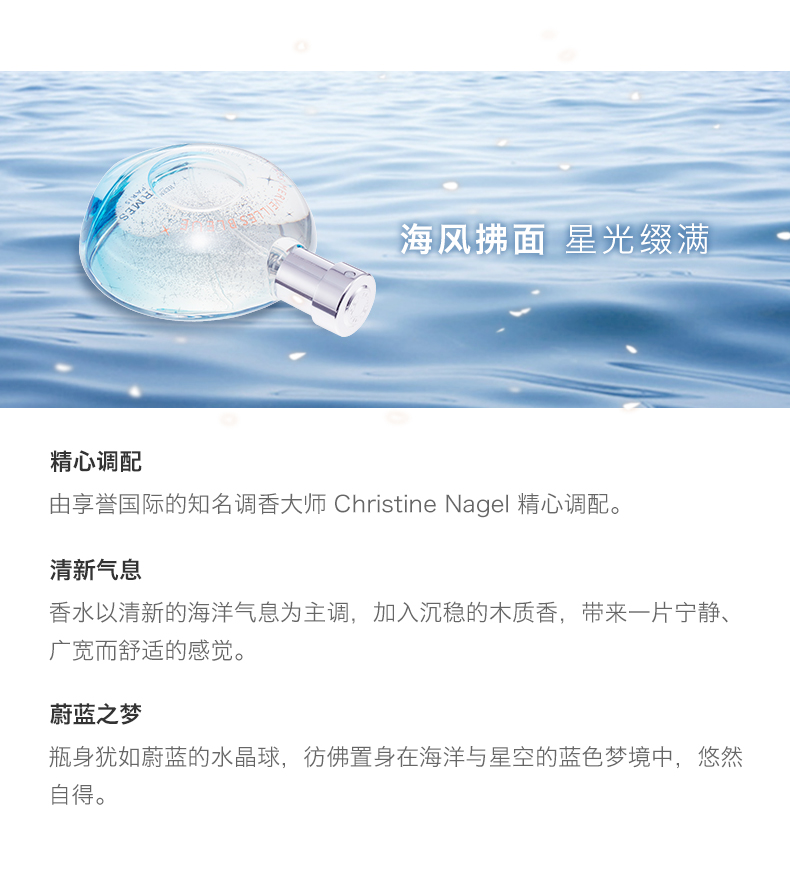 海风拂面 星光缀满
HERMES
PARIS
精心调配
由享誉国际的知名调香大师 Christine Nagel 精心调配。
清新气息
香水以清新的海洋气息为主调，加入沉稳的木质香，带来一片宁静、
广宽而舒适的感觉。
蔚蓝之梦
瓶身犹如蔚蓝的水晶球，彷佛置身在海洋与星空的蓝色梦境中，悠然
自得。